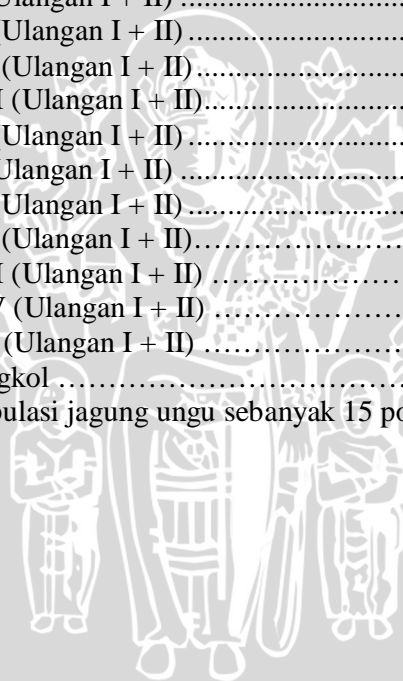 (Ulangan I + II) ........................
(Ulangan I + II) ........................
(Ulangan I + II) ........................
I (Ulangan I + II) ........................
(Ulangan I + II) ........................
(Ulangan I + II) ........................
(Ulangan I + II) ........................
(Ulangan I + II) ........................
I (Ulangan I + II) ........................
V (Ulangan I + II) ........................
(Ulangan I + II) ........................
gkol ........................
pulasi jagung ungu sebanyak 15 po